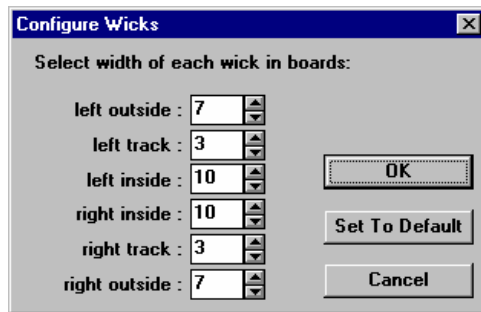 Configure Wicks
Select width of each wick in boards:
left outside : 7
left track : 3
left inside : 10
right inside : 10
right track : 3
right outside : 7
OK
Set To Default
Cancel